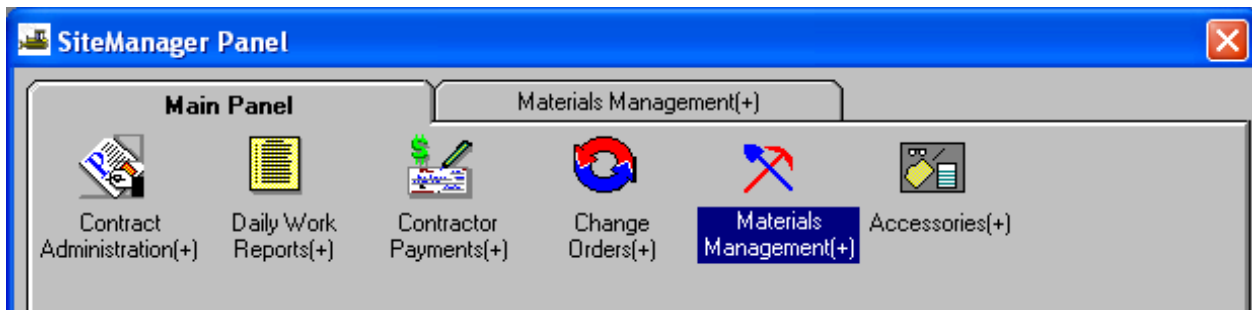 SiteManager Panel
Main Panel
Materials Management(+)
Contract
Administration(+)
Daily Work
Reports(+)
Contractor
Payments(+)
Change
Orders(+)
Materials
Management(+)
Accessories(+)